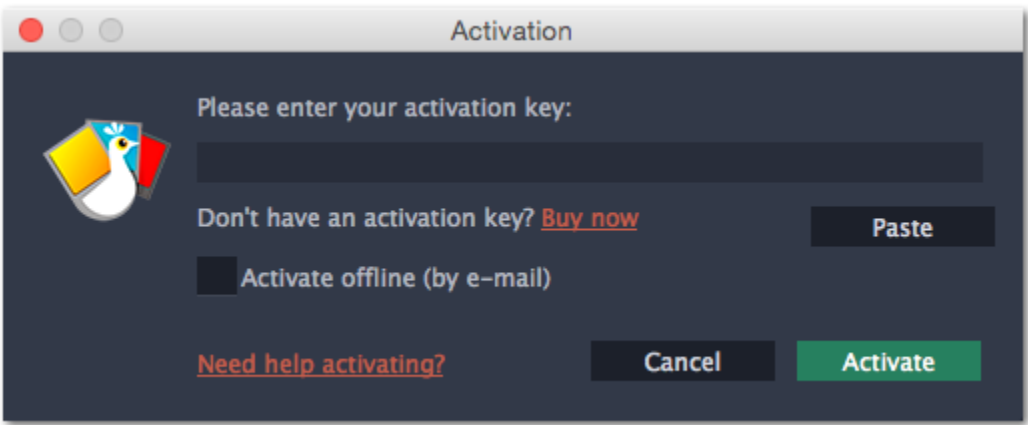 Activation
Please enter your activation key:
Don't have an activation key? Buy now
Paste
Activate offline (by e-mail)
Need help activating?
Cancel
Activate